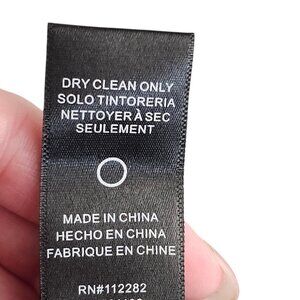 DRY CLEAN ONLY
SOLO TINTORERIA
NETTOYER À SEC
SEULEMENT
MADE IN CHINA
HECHO EN CHINA
FABRIQUE EN CHINE
RN#112282